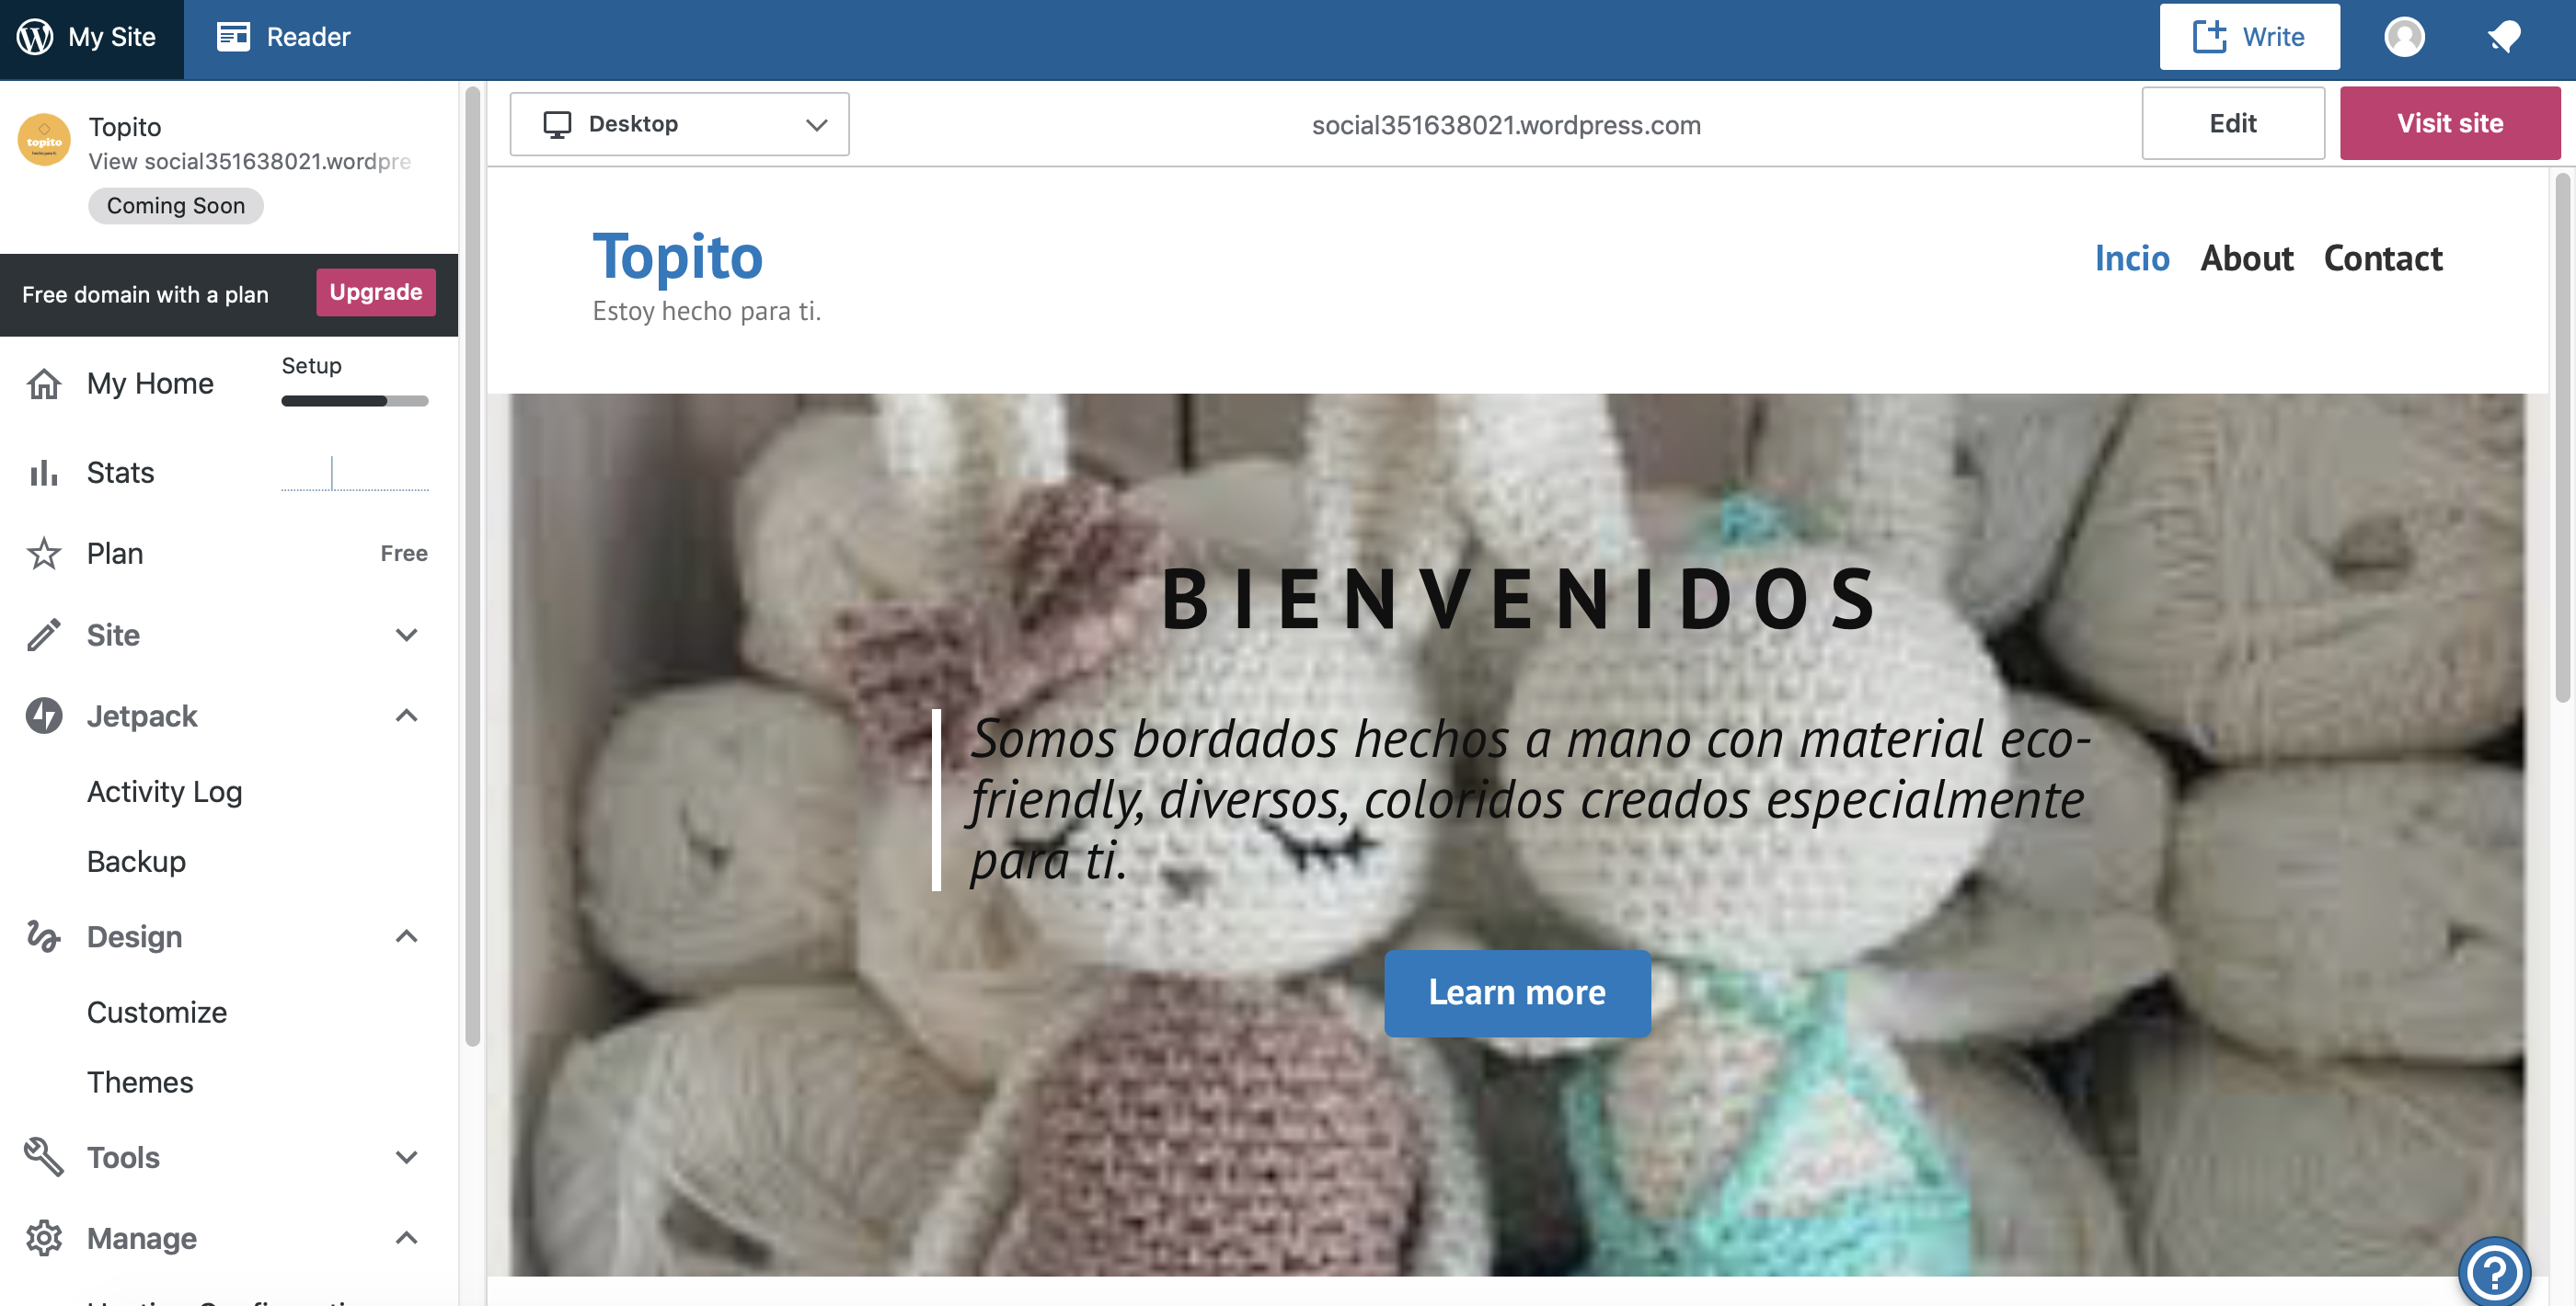 My Site
Reader
Write
topito
Topito
View social351638021.wordpre
Coming Soon
Free domain with a plan
Upgrade
My Home
Setup
Stats
Plan
Free
Site
Jetpack
Activity Log
Backup
Design
Customize
Themes
Tools
Manage
Desktop
social351638021.wordpress.com
Edit
Visit site
Topito
Estoy hecho para ti.
Incio
About
Contact
BIENVENIDOS
Somos bordados hechos a mano con material eco-
friendly, diversos, coloridos creados especialmente
para ti.
Learn more